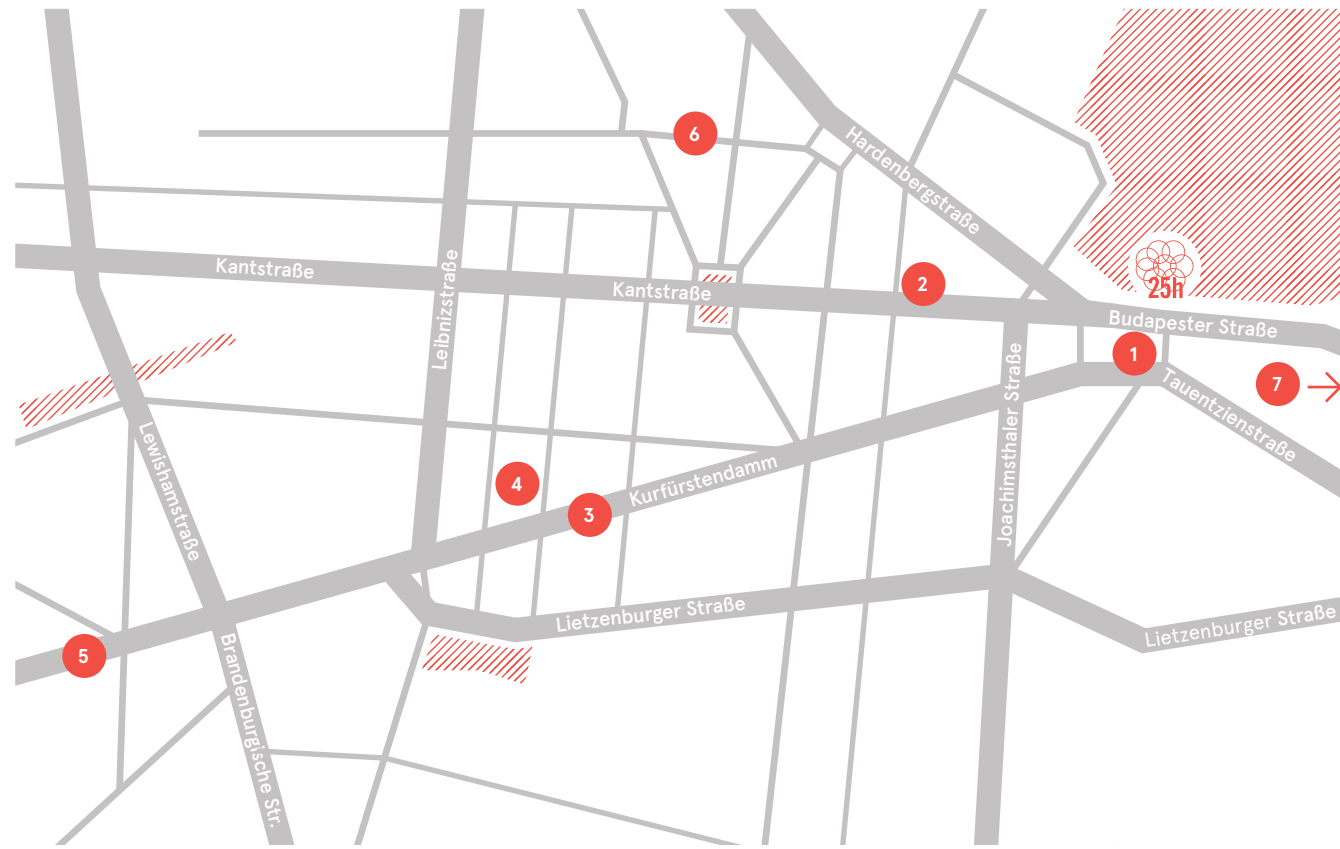 6
Hardenbergstraße
Kantstraße
Leibnizstraße
Kantstraße
2
25h
Budapester Straße
1
7
Tauentzienstraße
Joachimsthaler Straße
Lewishamstraße
4
3
Kurfürstendamm
Lietzenburger Straße
Lietzenburger Straße
5
Brandenburgische Str.